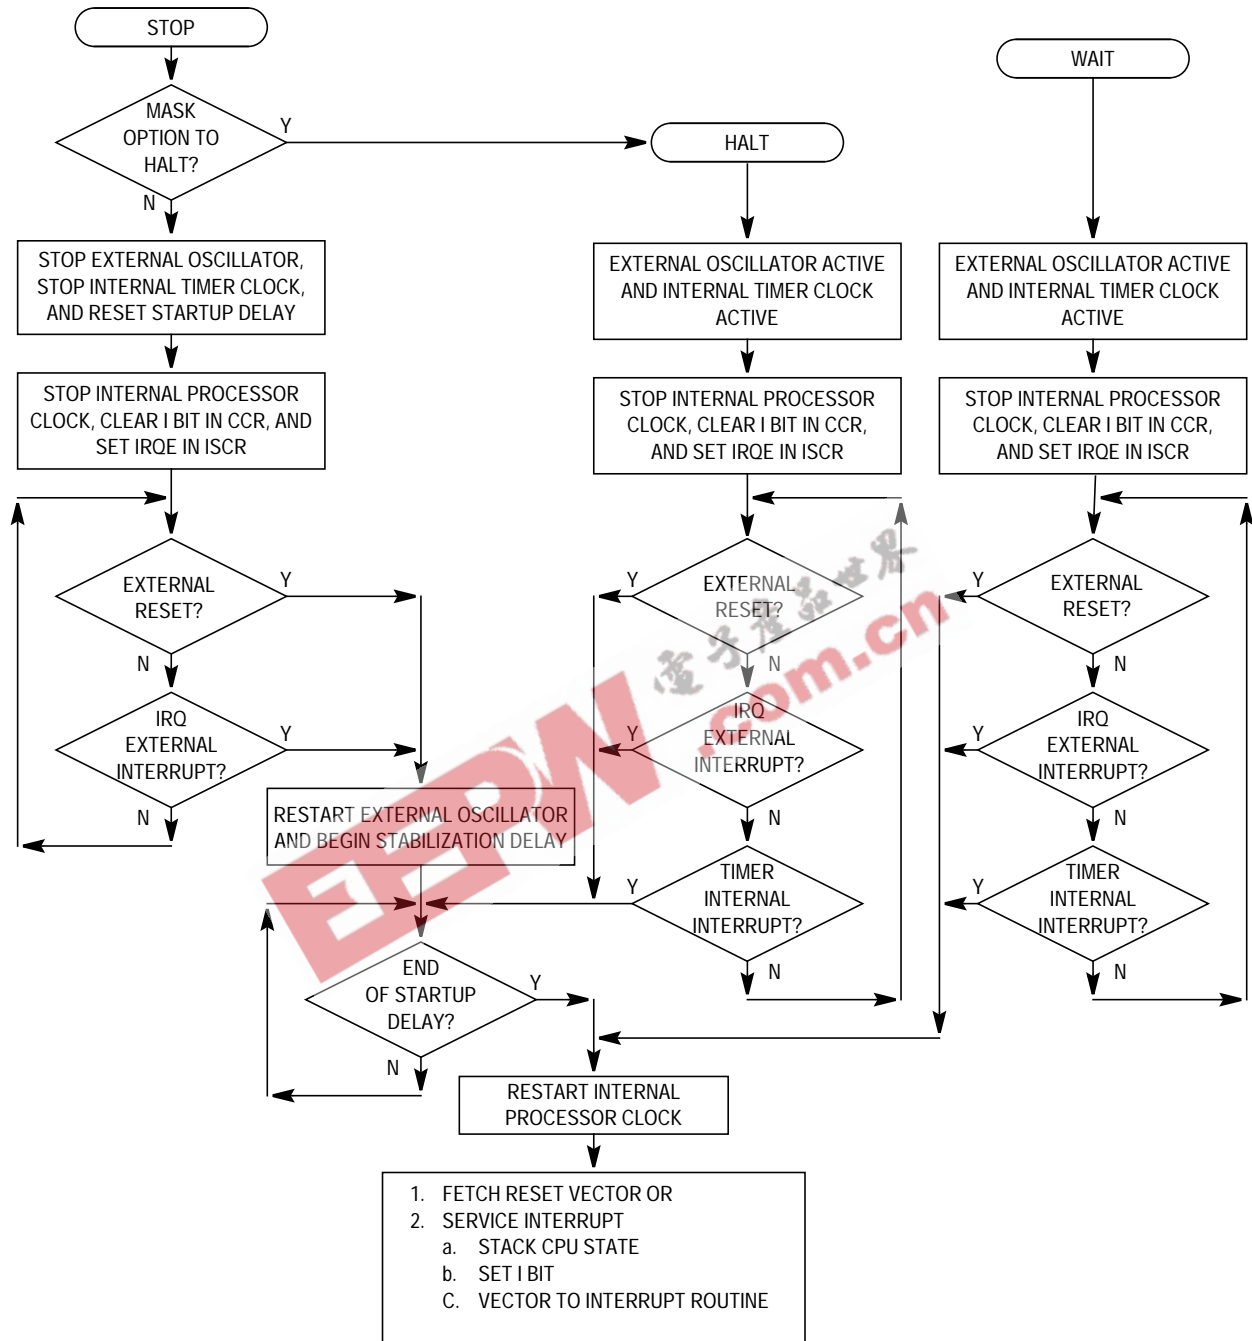 STOP
WAIT
MASK
OPTION TO
HALT?
Y
HALT
N
STOP EXTERNAL OSCILLATOR,
STOP INTERNAL TIMER CLOCK,
AND RESET STARTUP DELAY
EXTERNAL OSCILLATOR ACTIVE
AND INTERNAL TIMER CLOCK
ACTIVE
EXTERNAL OSCILLATOR ACTIVE
AND INTERNAL TIMER CLOCK
ACTIVE
STOP INTERNAL PROCESSOR
CLOCK, CLEAR I BIT IN CCR, AND
SET IRQE IN ISCR
STOP INTERNAL PROCESSOR
CLOCK, CLEAR I BIT IN CCR,
AND SET IRQE IN ISCR
STOP INTERNAL PROCESSOR
CLOCK, CLEAR I BIT IN CCR,
AND SET IRQE IN ISCR
EXTERNAL
RESET?
Y
N
Y
EXTERNAL
RESET?
N
Y
EXTERNAL
RESET?
N
IRQ
EXTERNAL
INTERRUPT?
Y
N
Y
IRQ
EXTERNAL
INTERRUPT?
N
Y
IRQ
EXTERNAL
INTERRUPT?
N
RESTART EXTERNAL OSCILLATOR
AND BEGIN STABILIZATION DELAY
Y
TIMER
INTERNAL
INTERRUPT?
N
Y
TIMER
INTERNAL
INTERRUPT?
N
END
OF STARTUP
DELAY?
Y
N
RESTART INTERNAL
PROCESSOR CLOCK
1. FETCH RESET VECTOR OR
2. SERVICE INTERRUPT
a. STACK CPU STATE
b. SET I BIT
C. VECTOR TO INTERRUPT ROUTINE
EEPW
.com.cn
電子產品世界